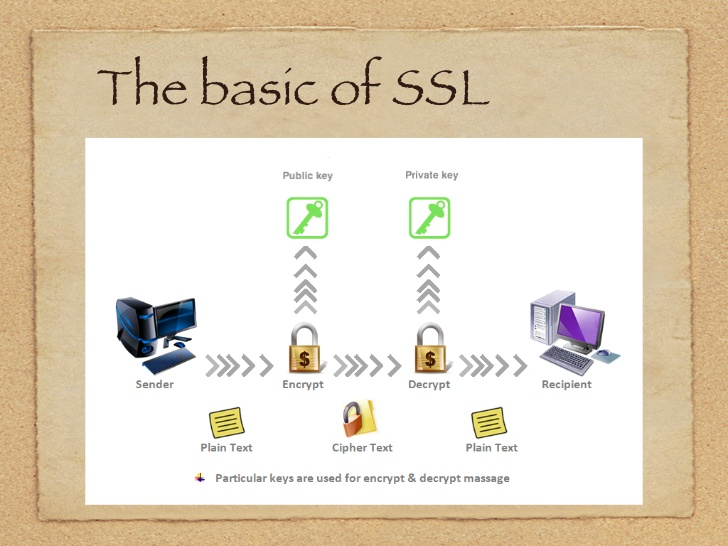 The basic of SSL
Public key Private key
Sender Encrypt Decrypt Recipient
Plain Text Cipher Text Plain Text
Particular keys are used for encrypt & decrypt massage